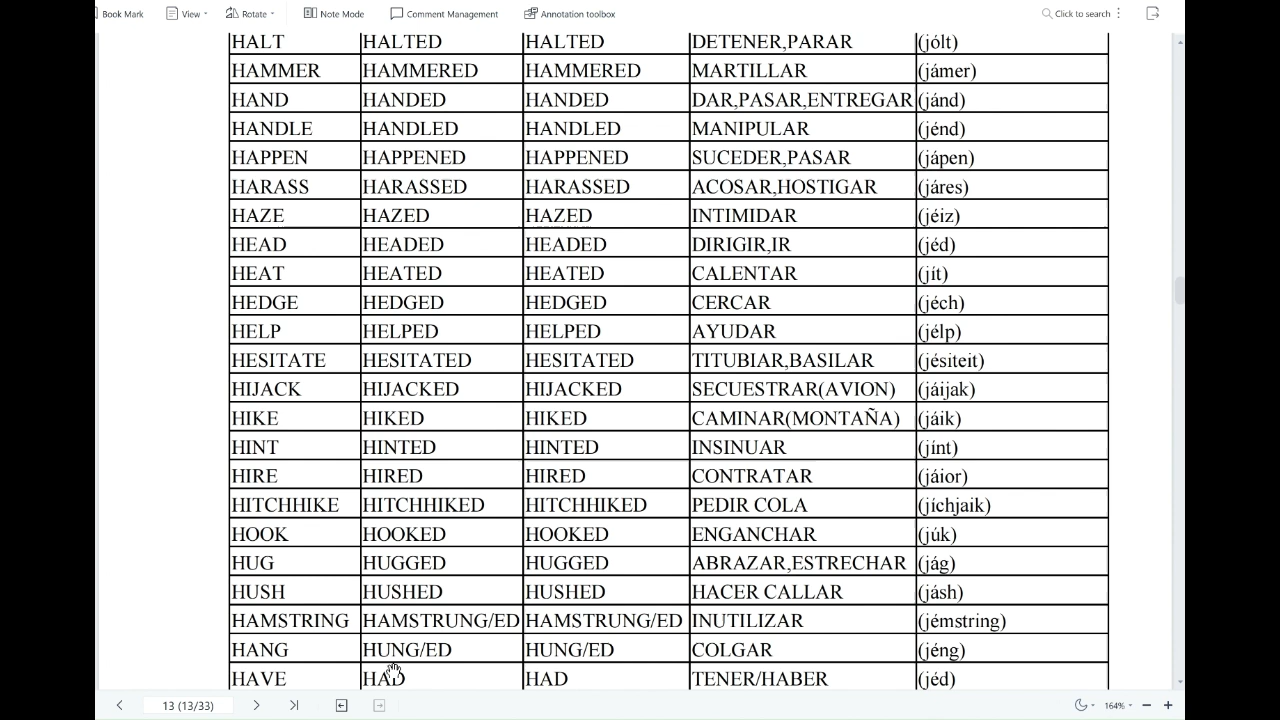 Book Mark View Rotate Note Mode Comment Management Annotation toolbox Click to search
HALT HALTED HALTED DETENER,PARAR (jólt)
HAMMER HAMMERED HAMMERED MARTILLAR (jámer)
HAND HANDED HANDED DAR,PASAR,ENTREGAR (jánd)
HANDLE HANDLED HANDLED MANIPULAR (jénd)
HAPPEN HAPPENED HAPPENED SUCEDER,PASAR (jápen)
HARASS HARASSED HARASSED ACOSAR,HOSTIGAR (járes)
HAZE HAZED HAZED INTIMIDAR (jéiz)
HEAD HEADED HEADED DIRIGIR,IR (jéd)
HEAT HEATED HEATED CALENTAR (jít)
HEDGE HEDGED HEDGED CERCAR (jéch)
HELP HELPED HELPED AYUDAR (jélp)
HESITATE HESITATED HESITATED TITUBIAR,BASILAR (jésiteit)
HIJACK HIJACKED HIJACKED SECUESTRAR(AVION) (jáijak)
HIKE HIKED HIKED CAMINAR(MONTAÑA) (jáik)
HINT HINTED HINTED INSINUAR (jínt)
HIRE HIRED HIRED CONTRATAR (jáior)
HITCHHIKE HITCHHIKED HITCHHIKED PEDIR COLA (jíchjaik)
HOOK HOOKED HOOKED ENGANCHAR (júk)
HUG HUGGED HUGGED ABRAZAR,ESTRECHAR (jág)
HUSH HUSHED HUSHED HACER CALLAR (jásh)
HAMSTRING HAMSTRUNG/ED HAMSTRUNG/ED INUTILIZAR (jémstring)
HANG HUNG/ED HUNG/ED COLGAR (jéng)
HAVE HAD HAD TENER/HABER (jéd)
13 (13/33) 164%